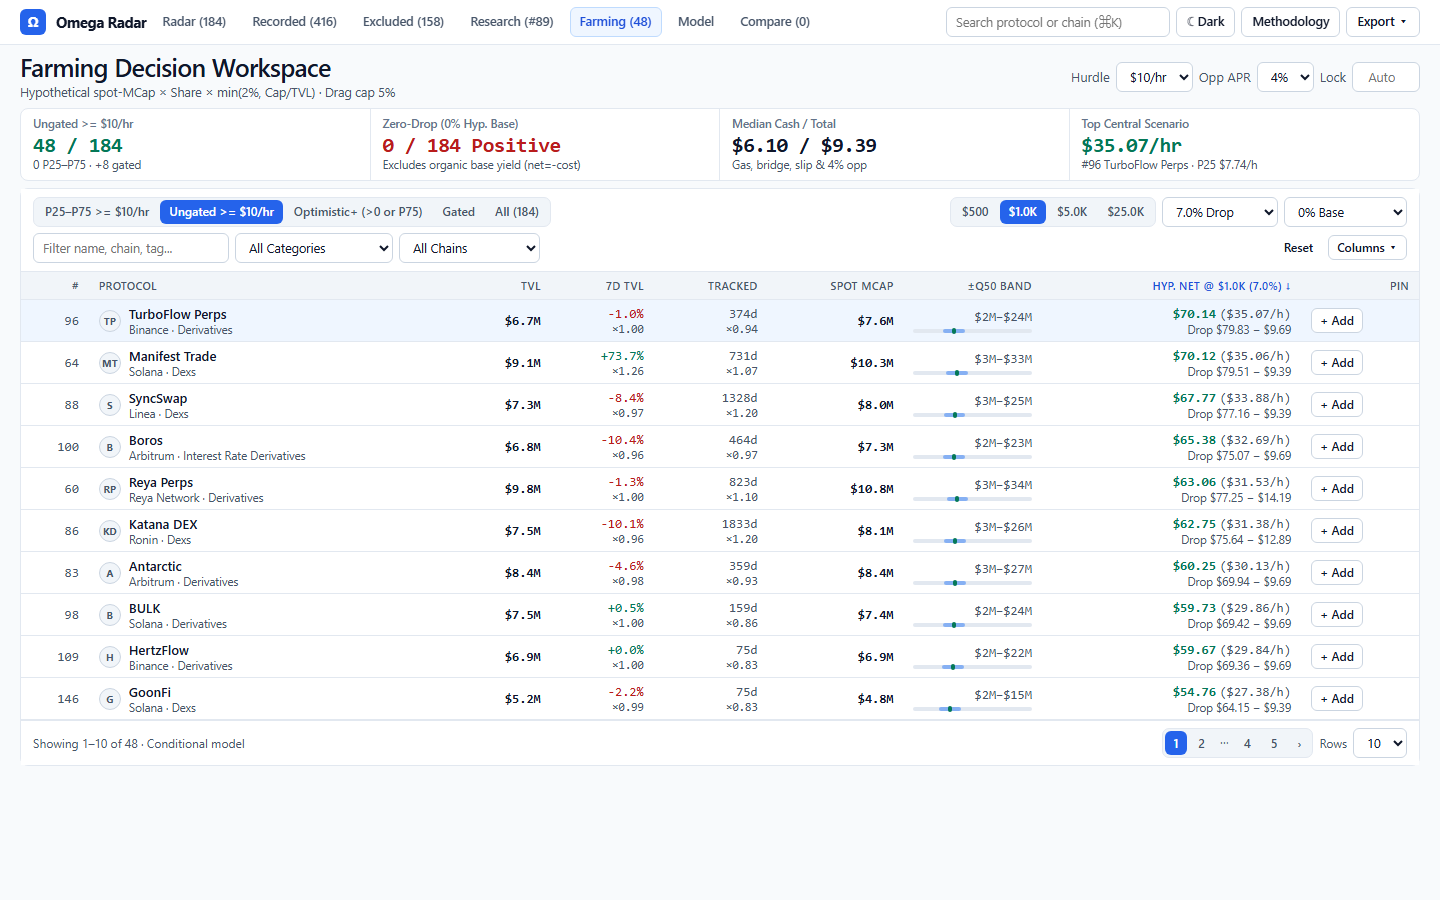 Ω Omega Radar Radar (184) Recorded (416) Excluded (158) Research (#89) Farming (48) Model Compare (0) Search protocol or chain (⌘K) ☾ Dark Methodology Export ▾
Farming Decision Workspace
Hypothetical spot-MCap × Share × min(2%, Cap/TVL) · Drag cap 5%
Hurdle $10/hr Opp APR 4% Lock Auto
Ungated >= $10/hr
48 / 184
0 P25–P75 · +8 gated
Zero-Drop (0% Hyp. Base)
0 / 184 Positive
Excludes organic base yield (net=-cost)
Median Cash / Total
$6.10 / $9.39
Gas, bridge, slip & 4% opp
Top Central Scenario
$35.07/hr
#96 TurboFlow Perps · P25 $7.74/h
P25–P75 >= $10/hr Ungated >= $10/hr Optimistic+ (>0 or P75) Gated All (184) $500 $1.0K $5.0K $25.0K 7.0% Drop 0% Base
Filter name, chain, tag... All Categories All Chains Reset Columns ▾
# PROTOCOL TVL 7D TVL TRACKED SPOT MCAP ±Q50 BAND HYP. NET @ $1.0K (7.0%) ↓ PIN
96 TP TurboFlow Perps $6.7M -1.0% 374d $7.6M $2M–$24M $70.14 ($35.07/h) + Add
Binance · Derivatives ×1.00 ×0.94 Drop $79.83 − $9.69
64 MT Manifest Trade $9.1M +73.7% 731d $10.3M $3M–$33M $70.12 ($35.06/h) + Add
Solana · Dexs ×1.26 ×1.07 Drop $79.51 − $9.39
88 S SyncSwap $7.3M -8.4% 1328d $8.0M $3M–$25M $67.77 ($33.88/h) + Add
Linea · Dexs ×0.97 ×1.20 Drop $77.16 − $9.39
100 B Boros $6.8M -10.4% 464d $7.3M $2M–$23M $65.38 ($32.69/h) + Add
Arbitrum · Interest Rate Derivatives ×0.96 ×0.97 Drop $75.07 − $9.69
60 RP Reya Perps $9.8M -1.3% 823d $10.8M $3M–$34M $63.06 ($31.53/h) + Add
Reya Network · Derivatives ×1.00 ×1.10 Drop $77.25 − $14.19
86 KD Katana DEX $7.5M -10.1% 1833d $8.1M $3M–$26M $62.75 ($31.38/h) + Add
Ronin · Dexs ×0.96 ×1.20 Drop $75.64 − $12.89
83 A Antarctic $8.4M -4.6% 359d $8.4M $3M–$27M $60.25 ($30.13/h) + Add
Arbitrum · Derivatives ×0.98 ×0.93 Drop $69.94 − $9.69
98 B BULK $7.5M +0.5% 159d $7.4M $2M–$24M $59.73 ($29.86/h) + Add
Solana · Derivatives ×1.00 ×0.86 Drop $69.42 − $9.69
109 H HertzFlow $6.9M +0.0% 75d $6.9M $2M–$22M $59.67 ($29.84/h) + Add
Binance · Derivatives ×1.00 ×0.83 Drop $69.36 − $9.69
146 G GoonFi $5.2M -2.2% 75d $4.8M $2M–$15M $54.76 ($27.38/h) + Add
Solana · Dexs ×0.99 ×0.83 Drop $64.15 − $9.39
Showing 1–10 of 48 · Conditional model 1 2 ··· 4 5 › Rows 10